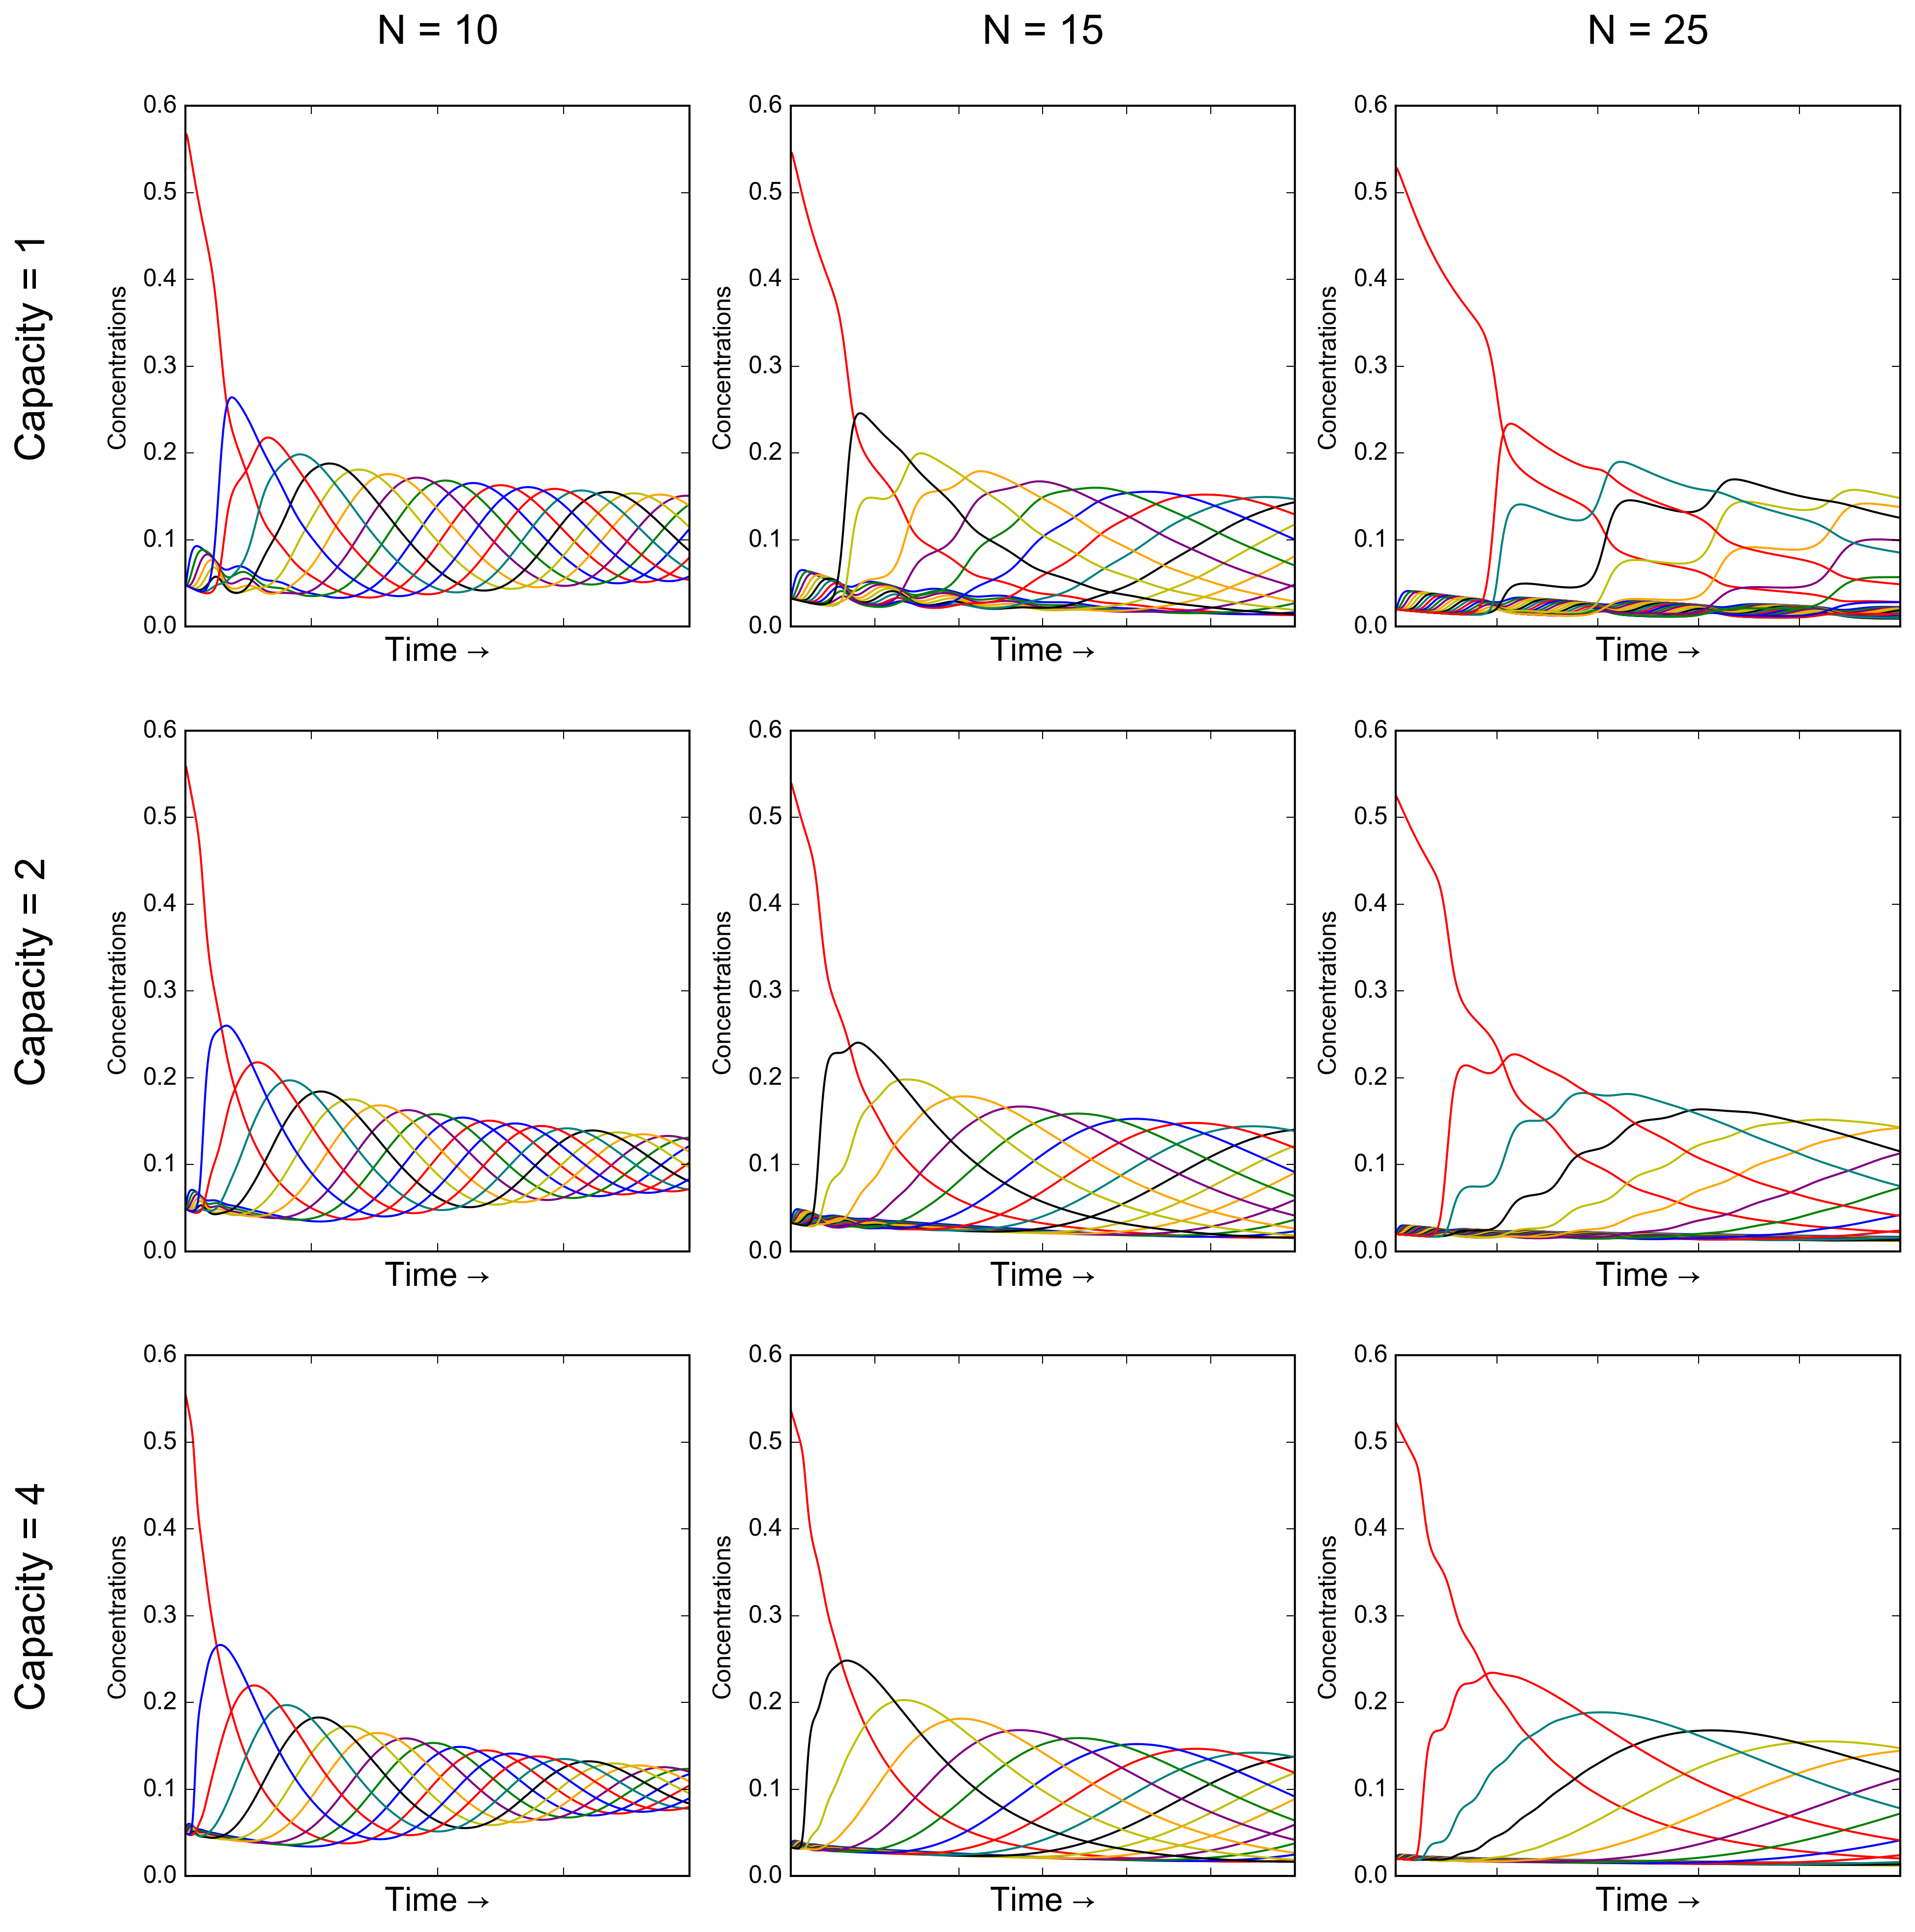 N = 10 N = 15 N = 25
Capacity = 1
Concentrations Concentrations Concentrations
0.6 0.6 0.6
0.5 0.5 0.5
0.4 0.4 0.4
0.3 0.3 0.3
0.2 0.2 0.2
0.1 0.1 0.1
0.0 0.0 0.0
Time → Time → Time →
Capacity = 2
Concentrations Concentrations Concentrations
0.6 0.6 0.6
0.5 0.5 0.5
0.4 0.4 0.4
0.3 0.3 0.3
0.2 0.2 0.2
0.1 0.1 0.1
0.0 0.0 0.0
Time → Time → Time →
Capacity = 4
Concentrations Concentrations Concentrations
0.6 0.6 0.6
0.5 0.5 0.5
0.4 0.4 0.4
0.3 0.3 0.3
0.2 0.2 0.2
0.1 0.1 0.1
0.0 0.0 0.0
Time → Time → Time →